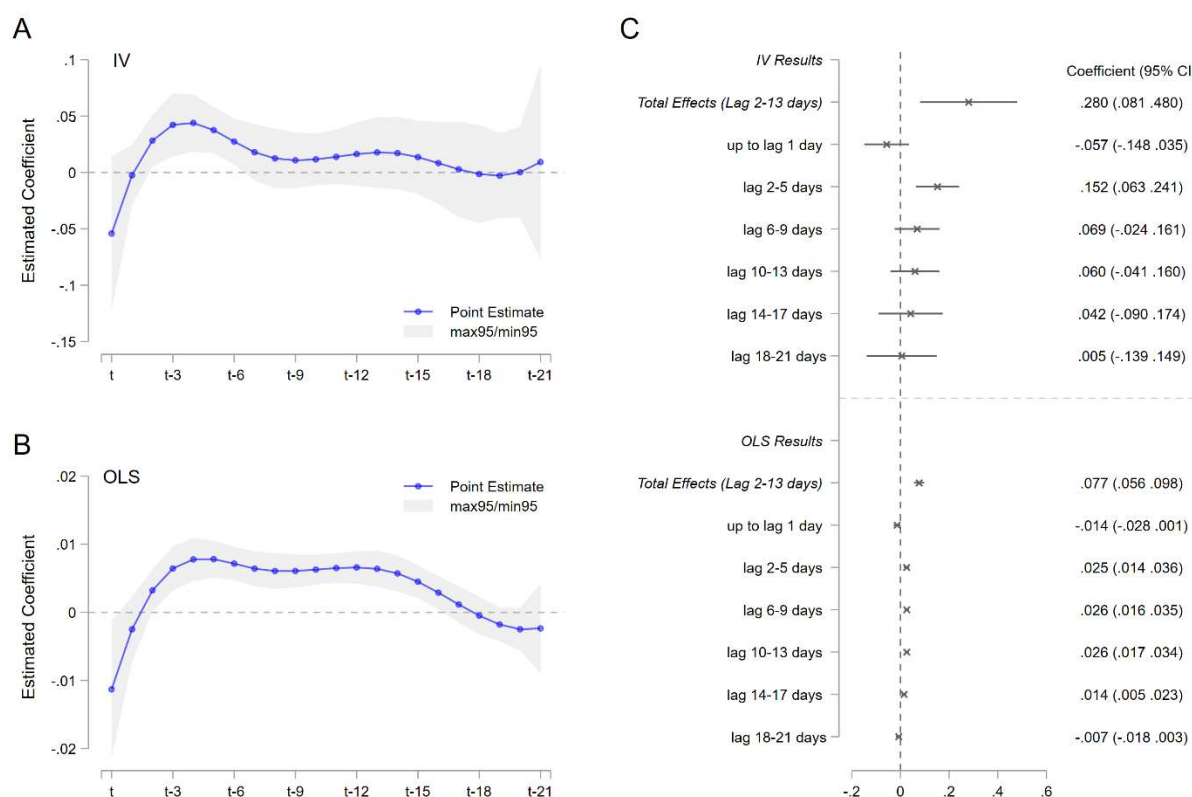 A
IV
.1
.05
0
-.05
-.1
-.15
Estimated Coefficient
Point Estimate
max95/min95
t t-3 t-6 t-9 t-12 t-15 t-18 t-21
B
OLS
.02
.01
0
-.01
-.02
Estimated Coefficient
Point Estimate
max95/min95
t t-3 t-6 t-9 t-12 t-15 t-18 t-21
C
IV Results
Coefficient (95% CI
Total Effects (Lag 2-13 days) .280 (.081 .480)
up to lag 1 day -.057 (-.148 .035)
lag 2-5 days .152 (.063 .241)
lag 6-9 days .069 (-.024 .161)
lag 10-13 days .060 (-.041 .160)
lag 14-17 days .042 (-.090 .174)
lag 18-21 days .005 (-.139 .149)
OLS Results
Total Effects (Lag 2-13 days) .077 (.056 .098)
up to lag 1 day -.014 (-.028 .001)
lag 2-5 days .025 (.014 .036)
lag 6-9 days .026 (.016 .035)
lag 10-13 days .026 (.017 .034)
lag 14-17 days .014 (.005 .023)
lag 18-21 days -.007 (-.018 .003)
-.2 0 .2 .4 .6